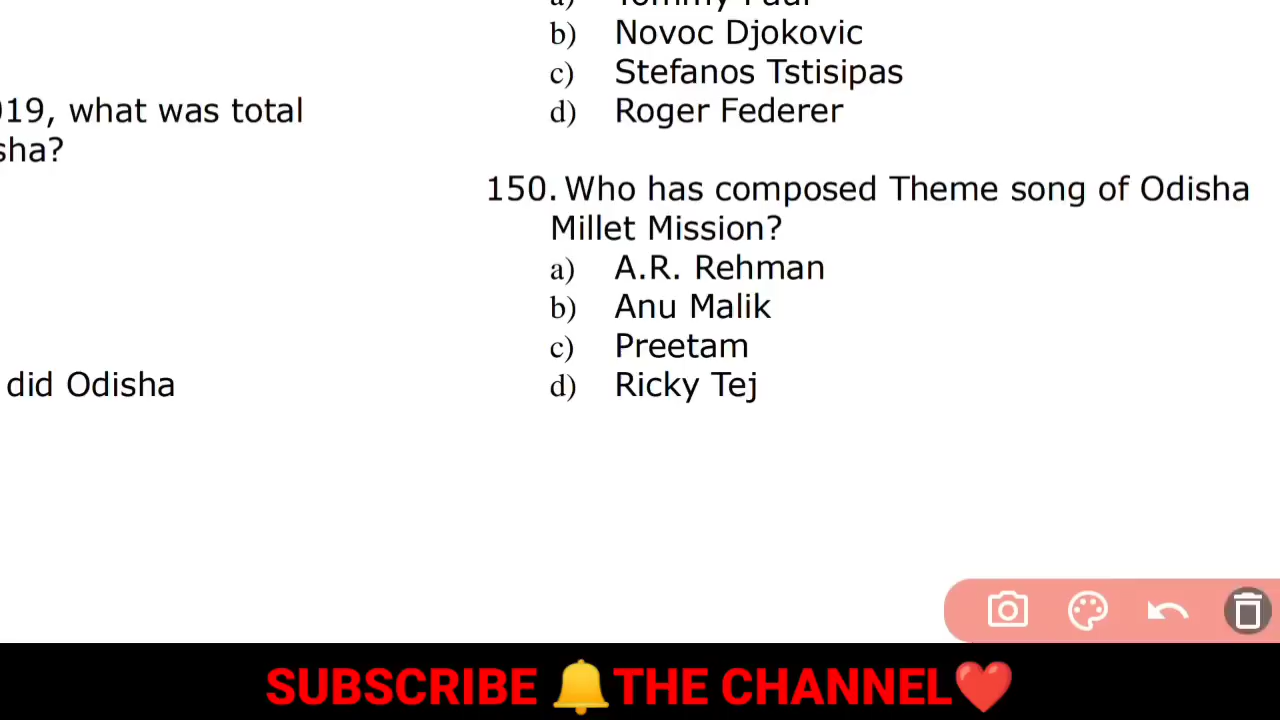 b) Novoc Djokovic
c) Stefanos Tstisipas
d) Roger Federer
19, what was total
sha?
150. Who has composed Theme song of Odisha
Millet Mission?
a) A.R. Rehman
b) Anu Malik
c) Preetam
d) Ricky Tej
did Odisha
SUBSCRIBE 🔔THE CHANNEL❤️